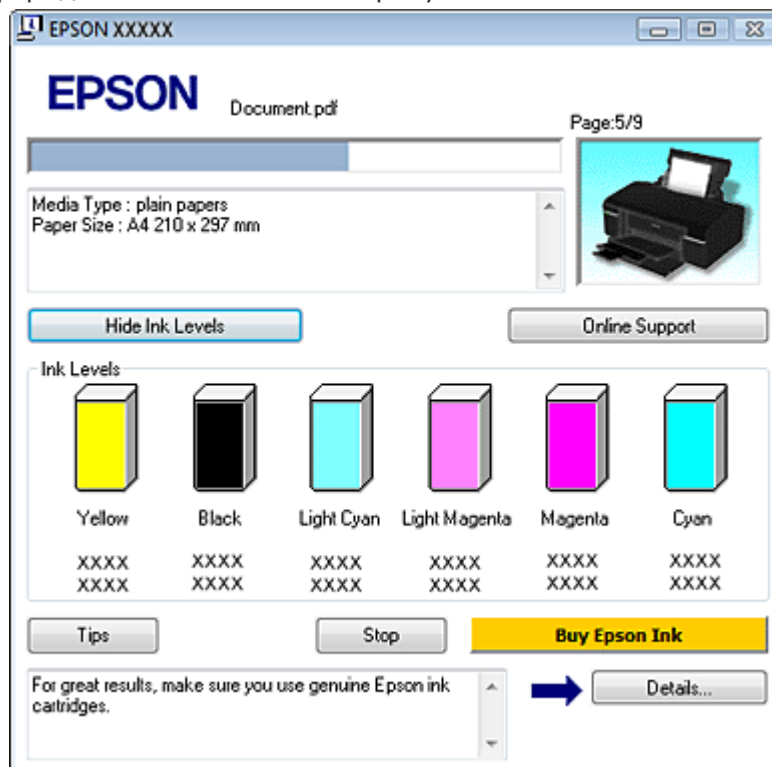 EPSON XXXXX
EPSON
Document.pdf
Page:5/9
Media Type : plain papers
Paper Size : A4 210 x 297 mm
Hide Ink Levels
Online Support
Ink Levels
Yellow Black Light Cyan Light Magenta Magenta Cyan
XXXX XXXX XXXX XXXX XXXX XXXX
XXXX XXXX XXXX XXXX XXXX XXXX
Tips
Stop
Buy Epson Ink
For great results, make sure you use genuine Epson ink
cartridges.
Details...